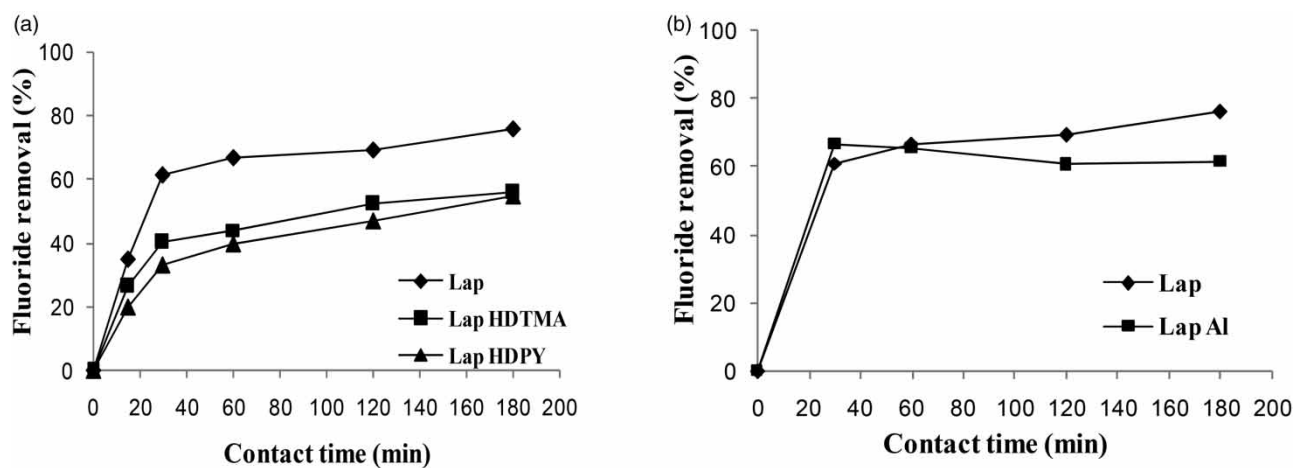 (a)
Fluoride removal (%)
100
80
60
40
20
0
0 20 40 60 80 100 120 140 160 180 200
Contact time (min)
Lap
Lap HDTMA
Lap HDPY
(b)
Fluoride removal (%)
100
80
60
40
20
0
0 20 40 60 80 100 120 140 160 180 200
Contact time (min)
Lap
Lap Al